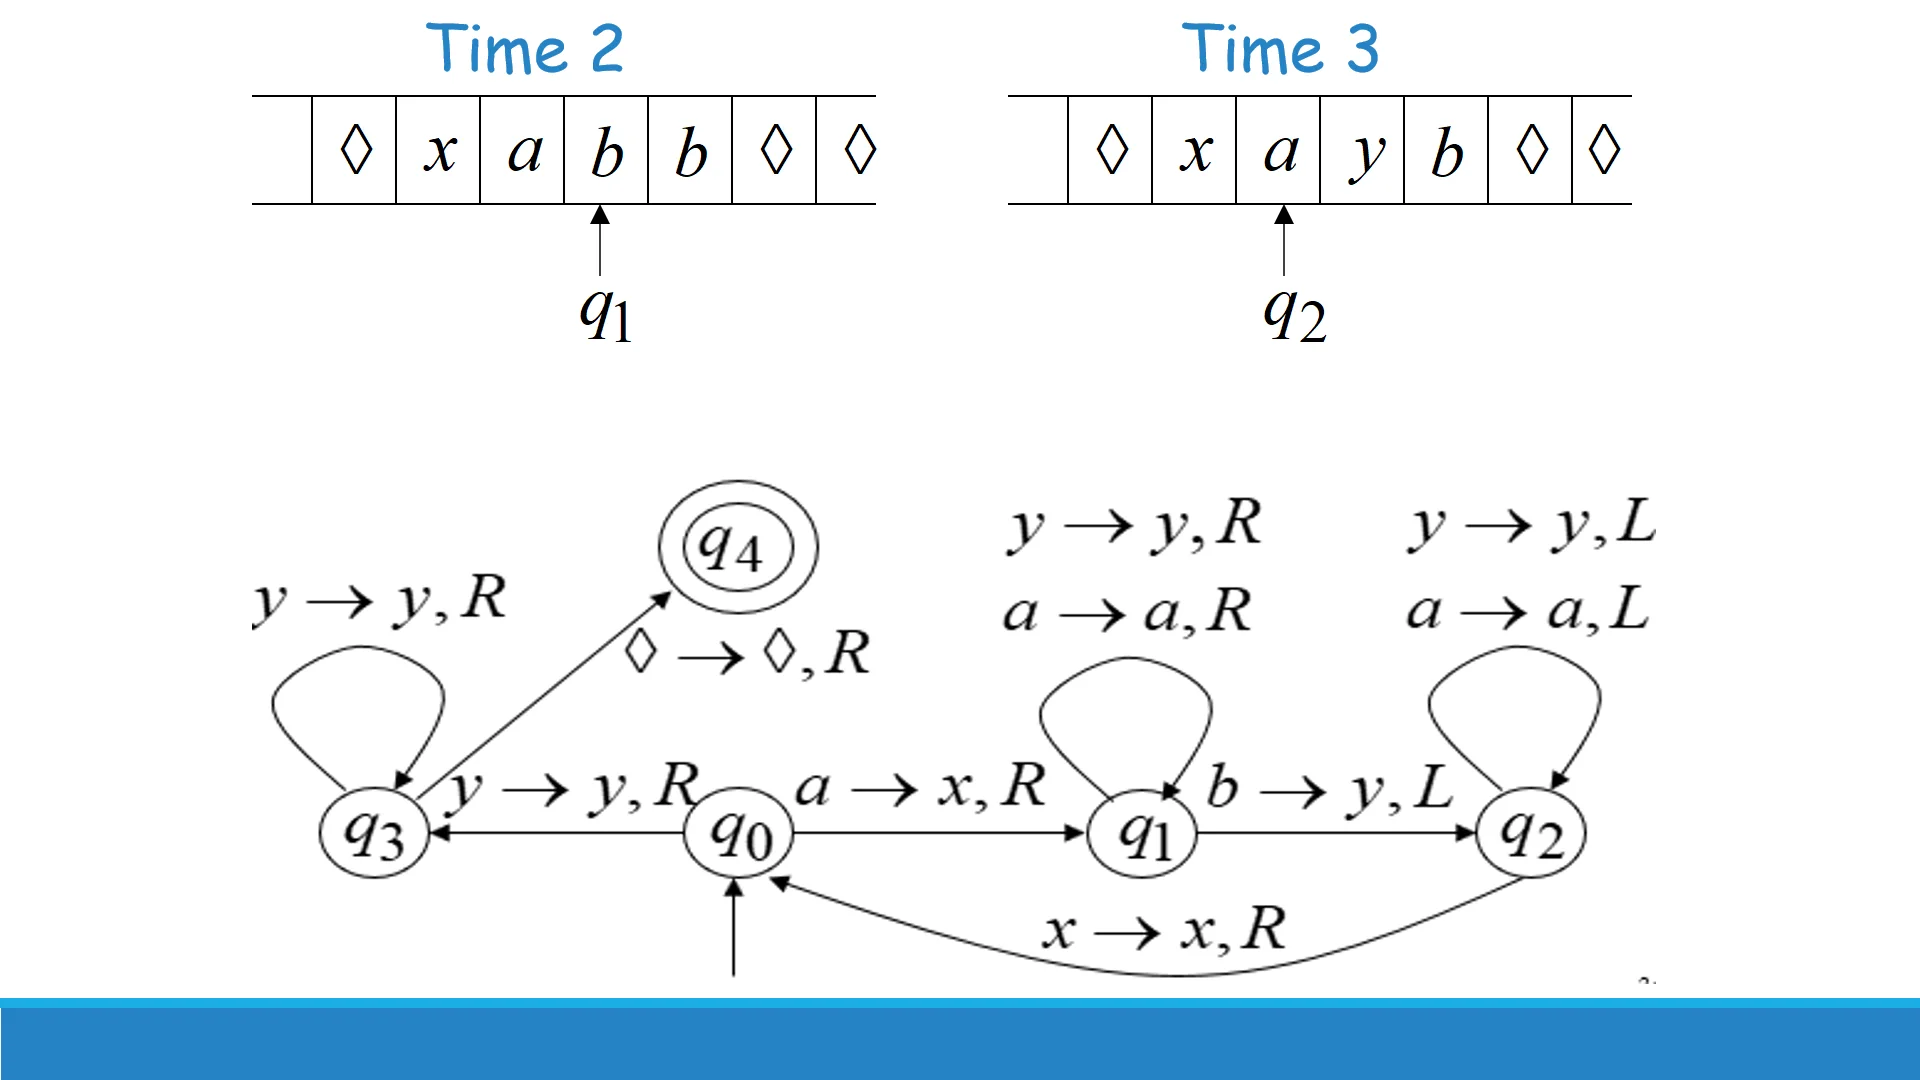 Time 2
Time 3
◊ x a b b ◊ ◊
◊ x a y b ◊ ◊
q1
q2
q4
y → y, R
y → y, L
y → y, R
a → a, R
a → a, L
◊ → ◊, R
y → y, R
a → x, R
b → y, L
q3
q0
q1
q2
x → x, R